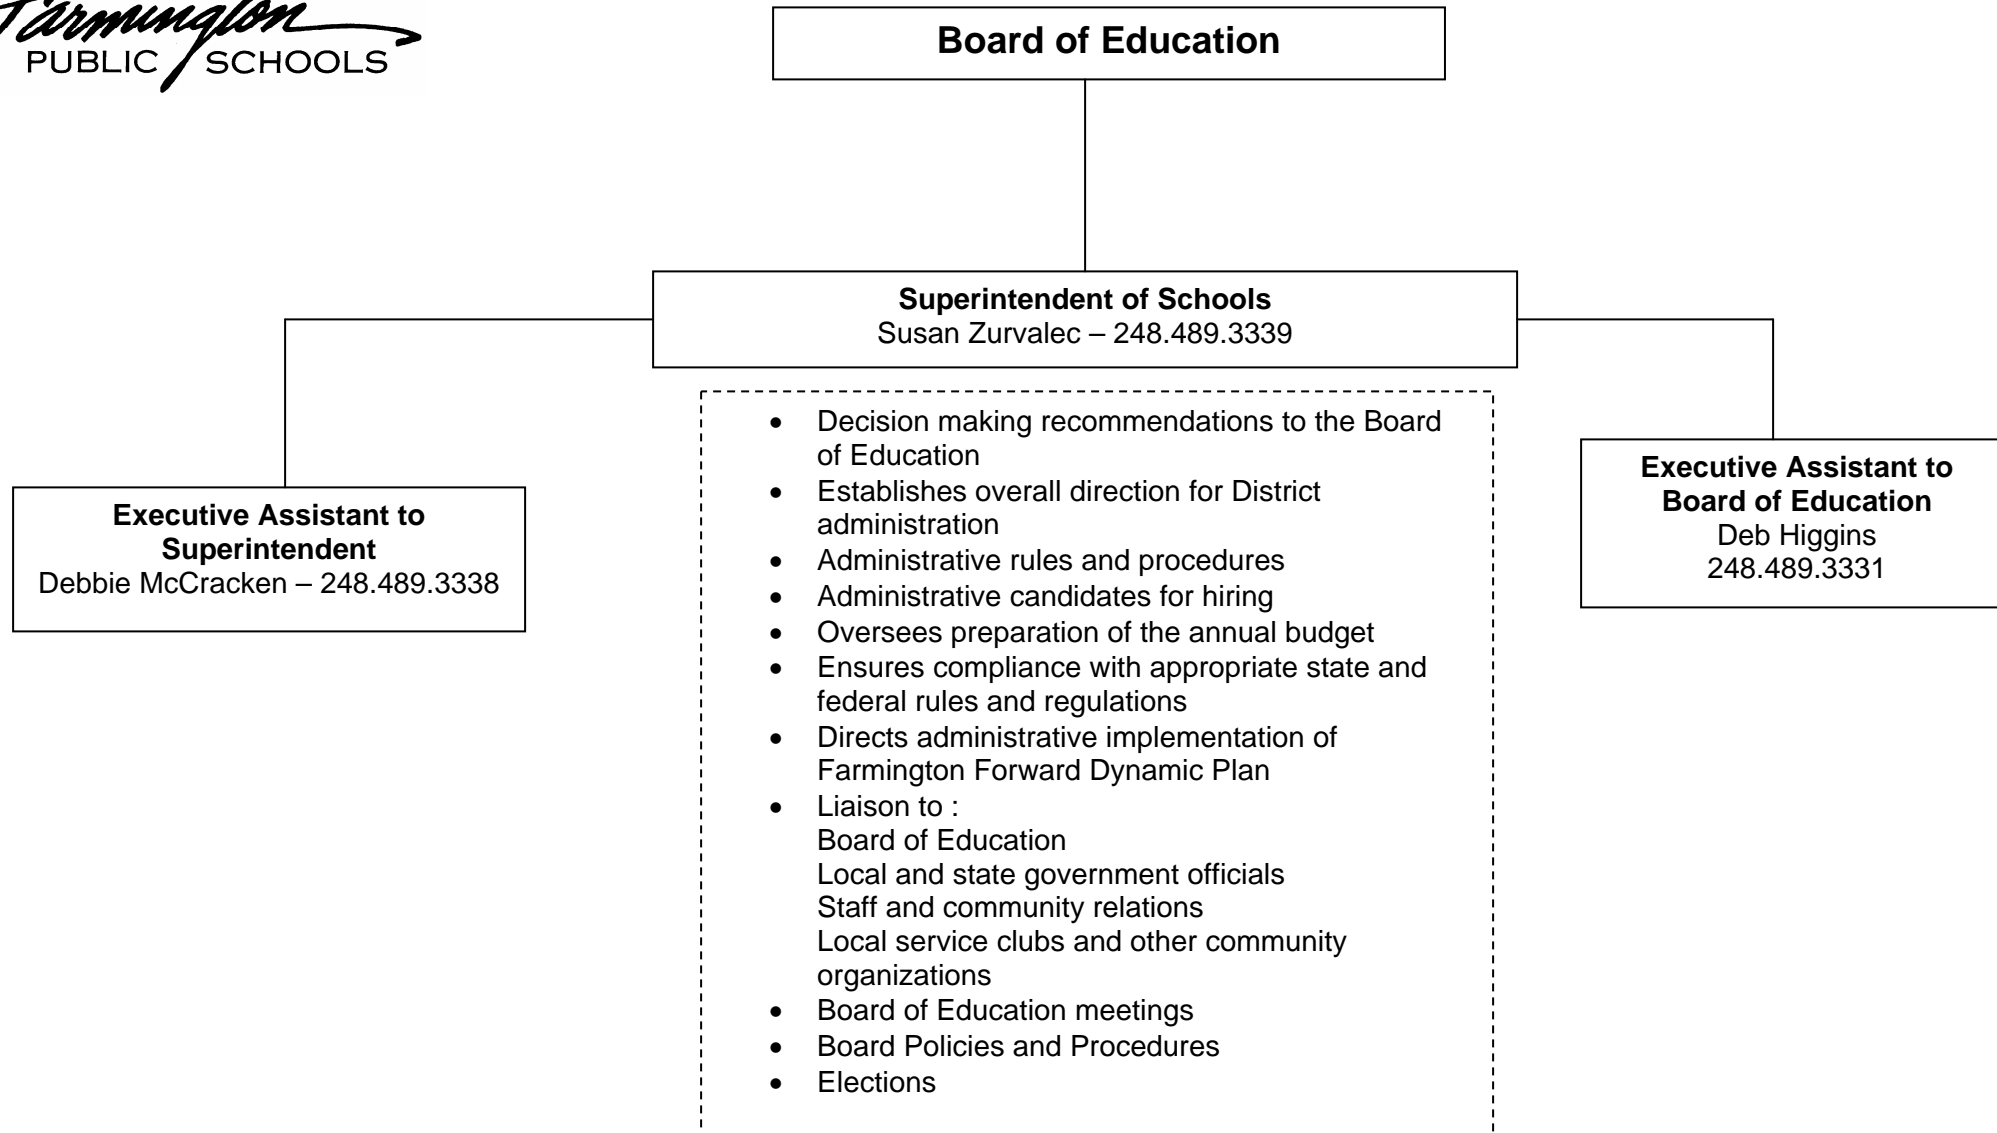 Farmington
PUBLIC SCHOOLS
Board of Education
Superintendent of Schools
Susan Zurvalec – 248.489.3339
Executive Assistant to
Superintendent
Debbie McCracken – 248.489.3338
• Decision making recommendations to the Board
of Education
• Establishes overall direction for District
administration
• Administrative rules and procedures
• Administrative candidates for hiring
• Oversees preparation of the annual budget
• Ensures compliance with appropriate state and
federal rules and regulations
• Directs administrative implementation of
Farmington Forward Dynamic Plan
• Liaison to :
Board of Education
Local and state government officials
Staff and community relations
Local service clubs and other community
organizations
• Board of Education meetings
• Board Policies and Procedures
• Elections
Executive Assistant to
Board of Education
Deb Higgins
248.489.3331